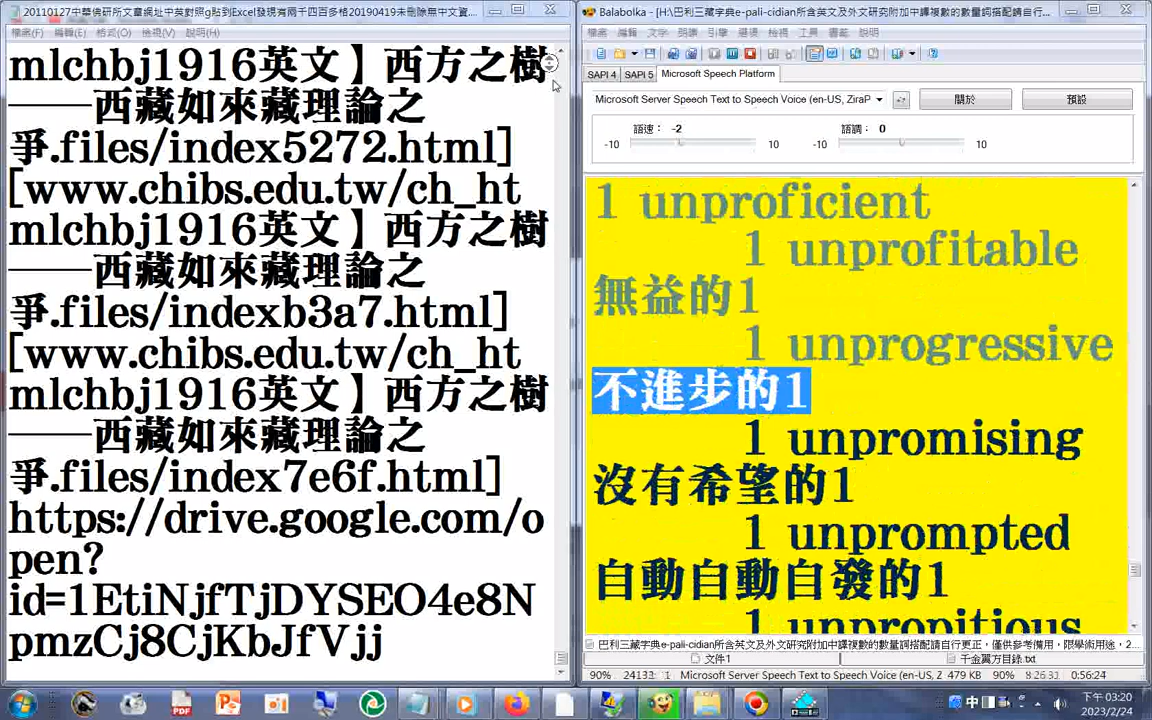 20110127中華佛研所文章網址中英對照g點到Excel發現有兩千四百多格20190419未刪除無中文資...
檔案(F) 編輯(E) 格式(O) 檢視(V) 說明(H)
mlchbj1916英文】西方之樹
——西藏如來藏理論之
爭.files/index5272.html]
[www.chibs.edu.tw/ch_ht
mlchbj1916英文】西方之樹
——西藏如來藏理論之
爭.files/indexb3a7.html]
[www.chibs.edu.tw/ch_ht
mlchbj1916英文】西方之樹
——西藏如來藏理論之
爭.files/index7e6f.html]
https://drive.google.com/o
pen?
id=1EtiNjfTjDYSEO4e8N
pmzCj8CjKbJfVjj
Balabolka - [H:\巴利三藏字典e-pali-cidian所含英文及外文研究附加中譯複數的數量詞搭配請自行...
檔案 編輯 文字 朗讀 引擎 選項 檢視 工具 書籤 說明
SAPI 4 SAPI 5 Microsoft Speech Platform
Microsoft Server Speech Text to Speech Voice (en-US, ZiraP
關於
預設
語速： -2 語調： 0
-10 10 -10 10
1 unproficient
1 unprofitable
無益的1
1 unprogressive
不進步的1
1 unpromising
沒有希望的1
1 unprompted
自動自動自發的1
1 unpropitious
巴利三藏字典e-pali-cidian所含英文及外文研究附加中譯複數的數量詞搭配請自行更正，僅供參考備用，限學術用途，2...
文件1 千金翼方目錄.txt
90% Microsoft Server Speech Text to Speech Voice (en-US, Z 479 KB 90% 8:26:31 0:56:24
中
下午 03:20
2023/2/24